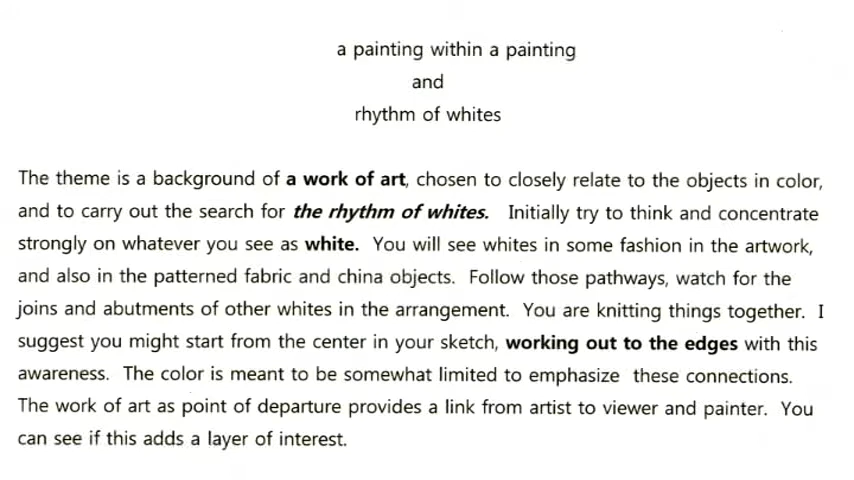 a painting within a painting
and
rhythm of whites
The theme is a background of a work of art, chosen to closely relate to the objects in color,
and to carry out the search for the rhythm of whites. Initially try to think and concentrate
strongly on whatever you see as white. You will see whites in some fashion in the artwork,
and also in the patterned fabric and china objects. Follow those pathways, watch for the
joins and abutments of other whites in the arrangement. You are knitting things together. I
suggest you might start from the center in your sketch, working out to the edges with this
awareness. The color is meant to be somewhat limited to emphasize these connections.
The work of art as point of departure provides a link from artist to viewer and painter. You
can see if this adds a layer of interest.